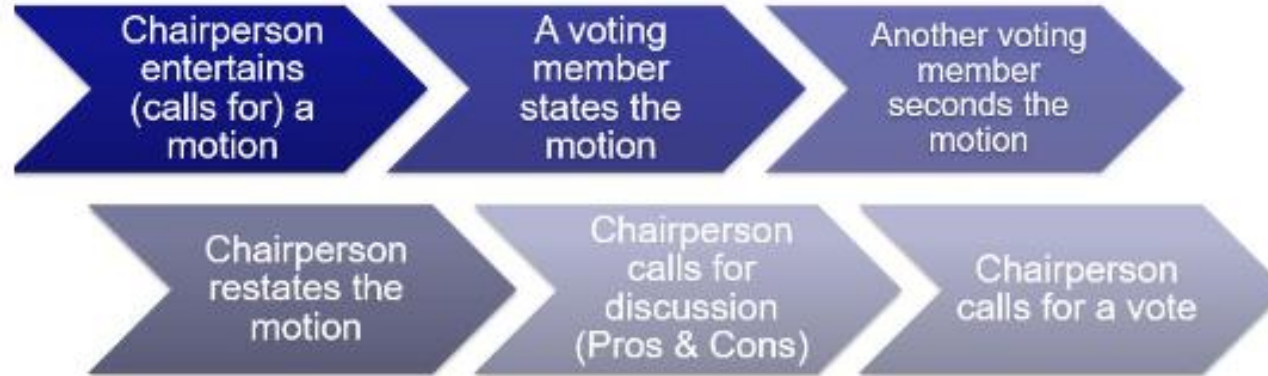 Chairperson
entertains
(calls for) a
motion
A voting
member
states the
motion
Another voting
member
seconds the
motion
Chairperson
restates the
motion
Chairperson
calls for
discussion
(Pros & Cons)
Chairperson
calls for a vote